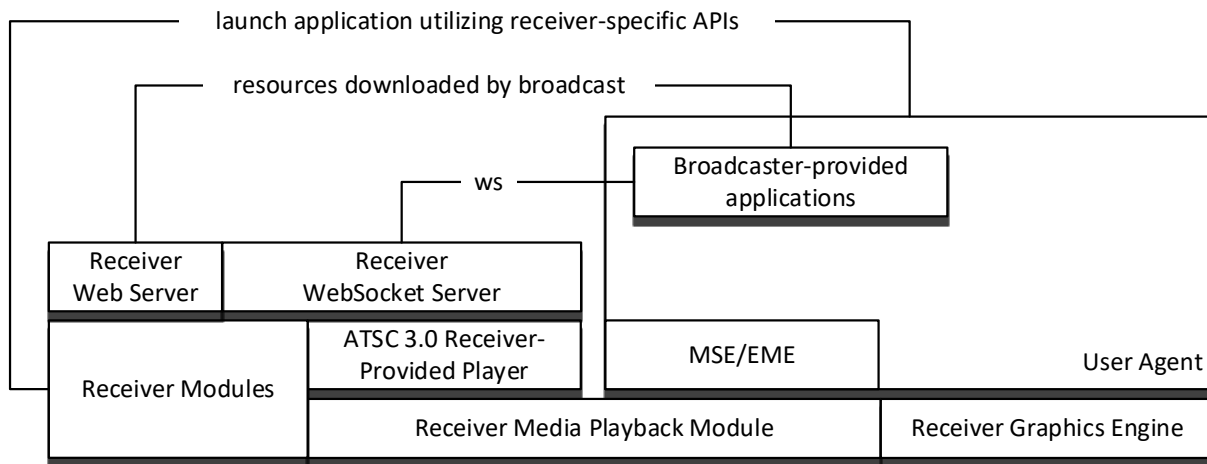 launch application utilizing receiver-specific APIs
resources downloaded by broadcast
Broadcaster-provided
applications
ws
Receiver
Web Server
Receiver
WebSocket Server
ATSC 3.0 Receiver-
Provided Player
MSE/EME
User Agent
Receiver Modules
Receiver Media Playback Module
Receiver Graphics Engine